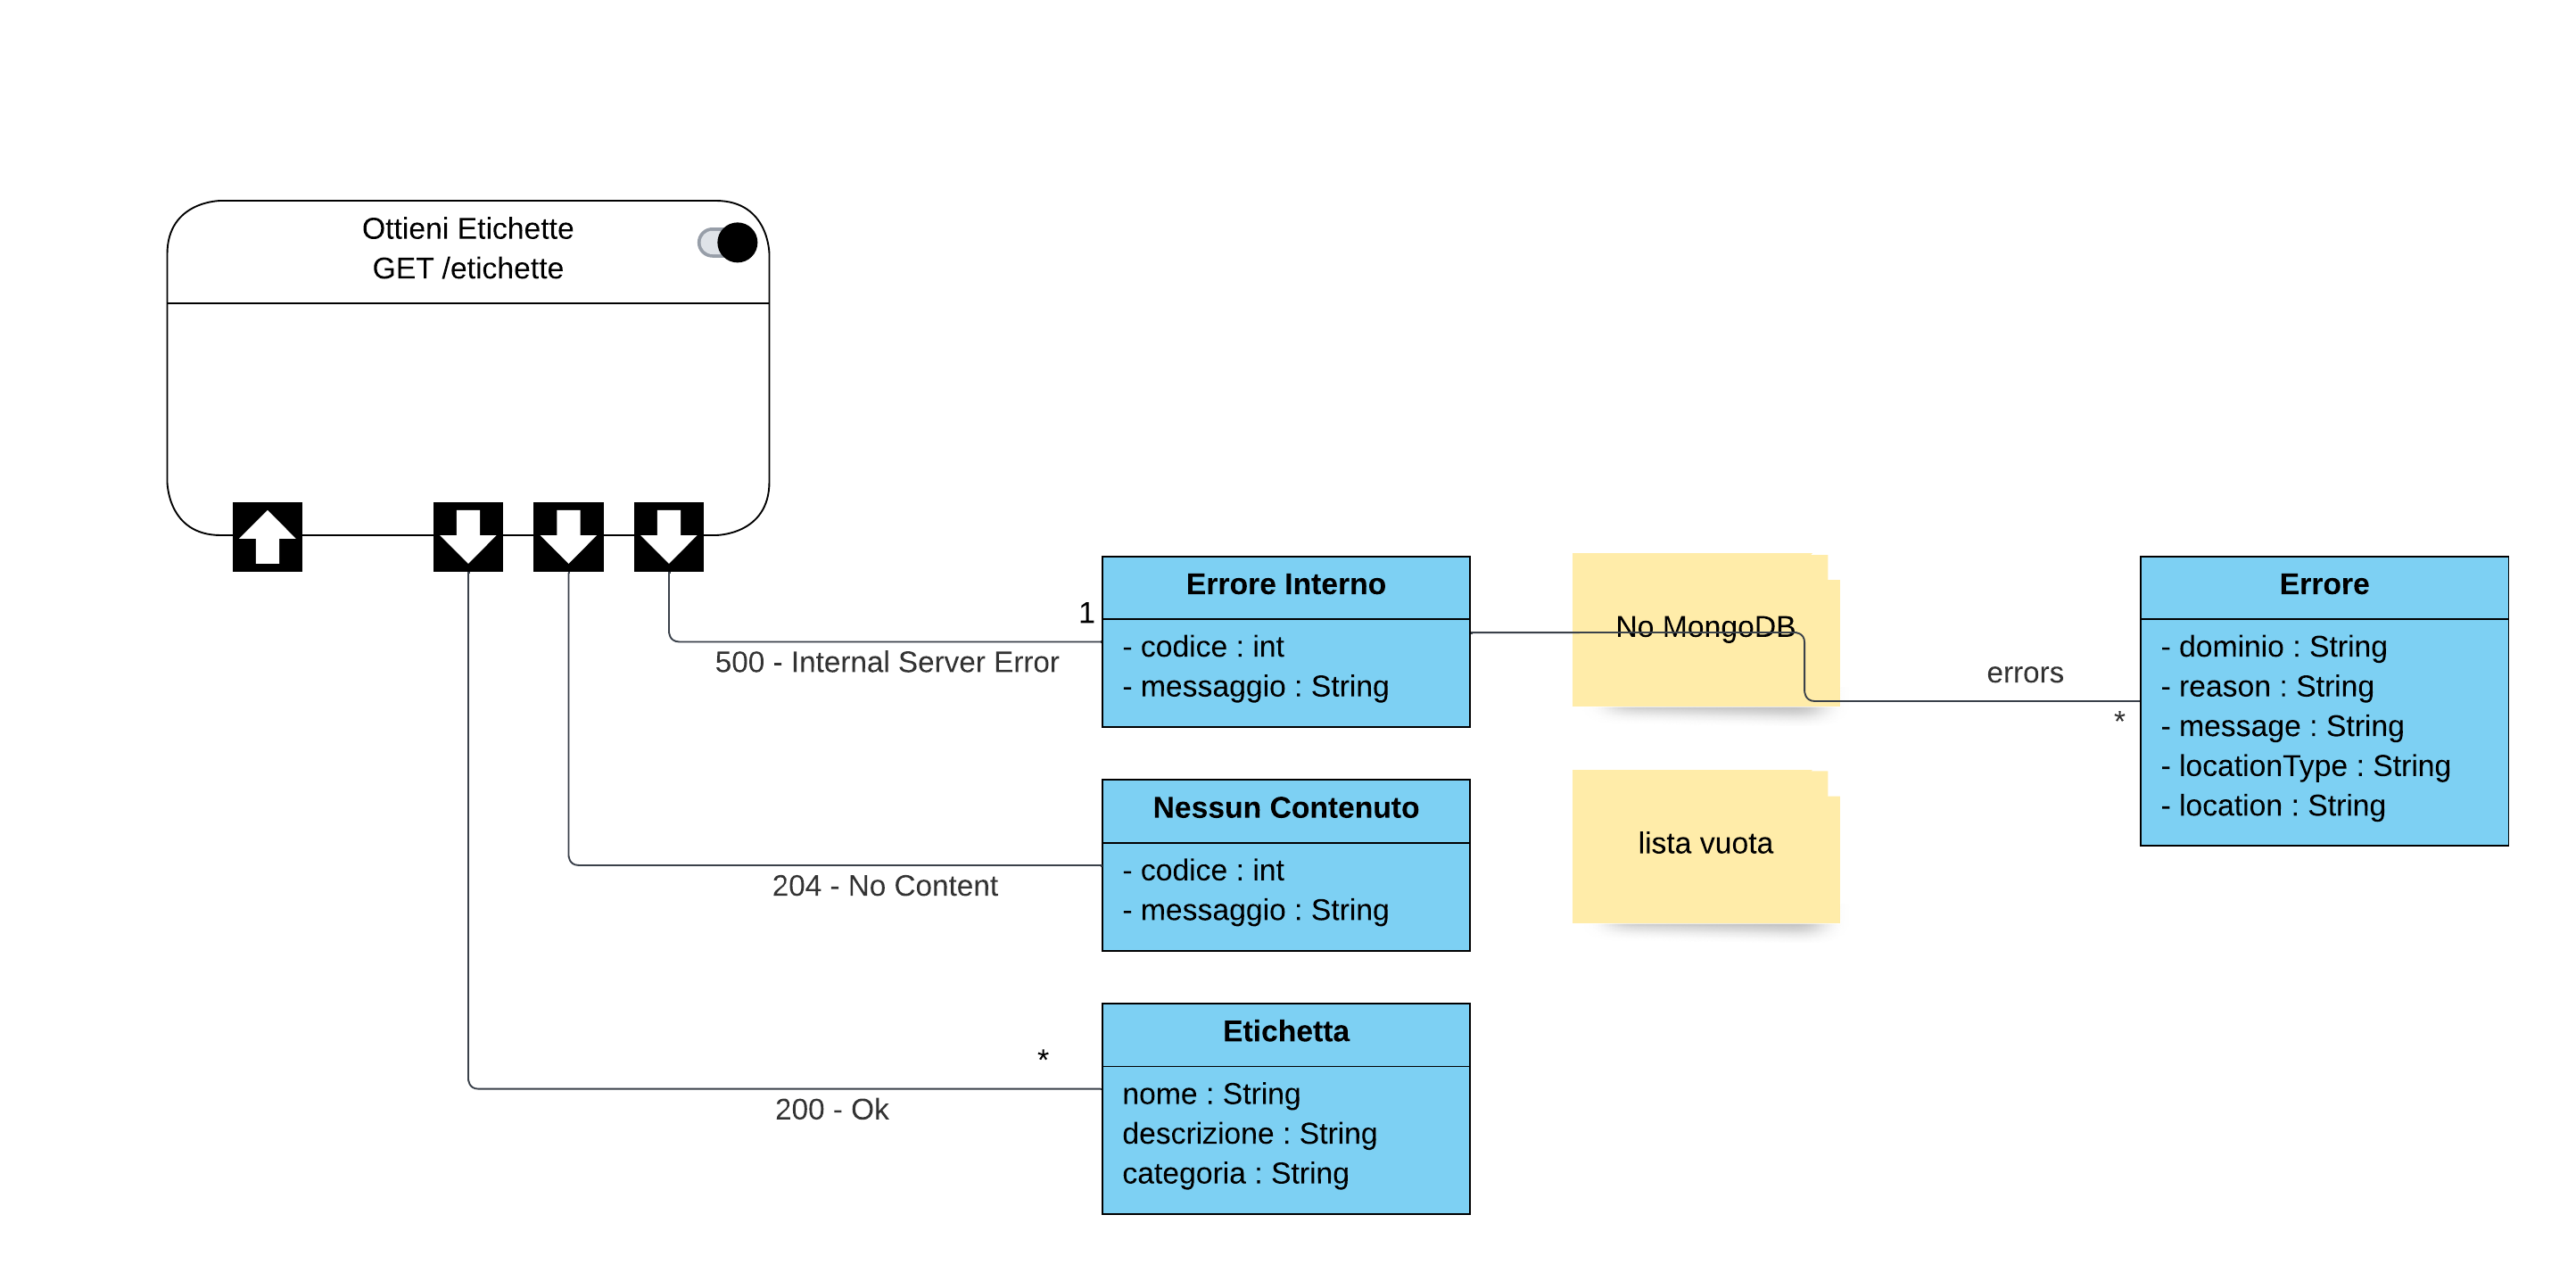 Ottieni Etichette
GET /etichette
1
500 - Internal Server Error
Errore Interno
- codice : int
- messaggio : String
No MongoDB
errors
*
Errore
- dominio : String
- reason : String
- message : String
- locationType : String
- location : String
204 - No Content
Nessun Contenuto
- codice : int
- messaggio : String
lista vuota
*
200 - Ok
Etichetta
nome : String
descrizione : String
categoria : String